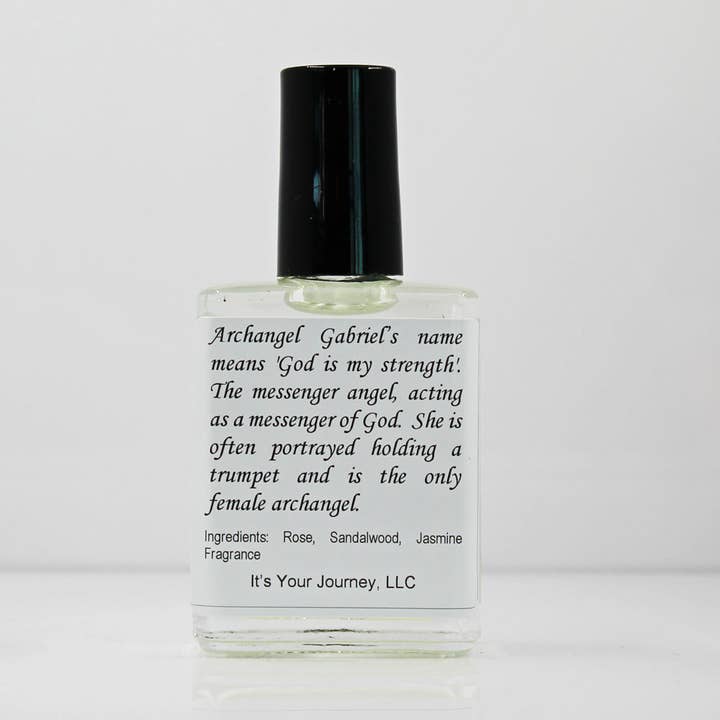 Archangel Gabriel's name
means 'God is my strength'.
The messenger angel, acting
as a messenger of God. She is
often portrayed holding a
trumpet and is the only
female archangel.
Ingredients: Rose, Sandalwood, Jasmine
Fragrance
It's Your Journey, LLC